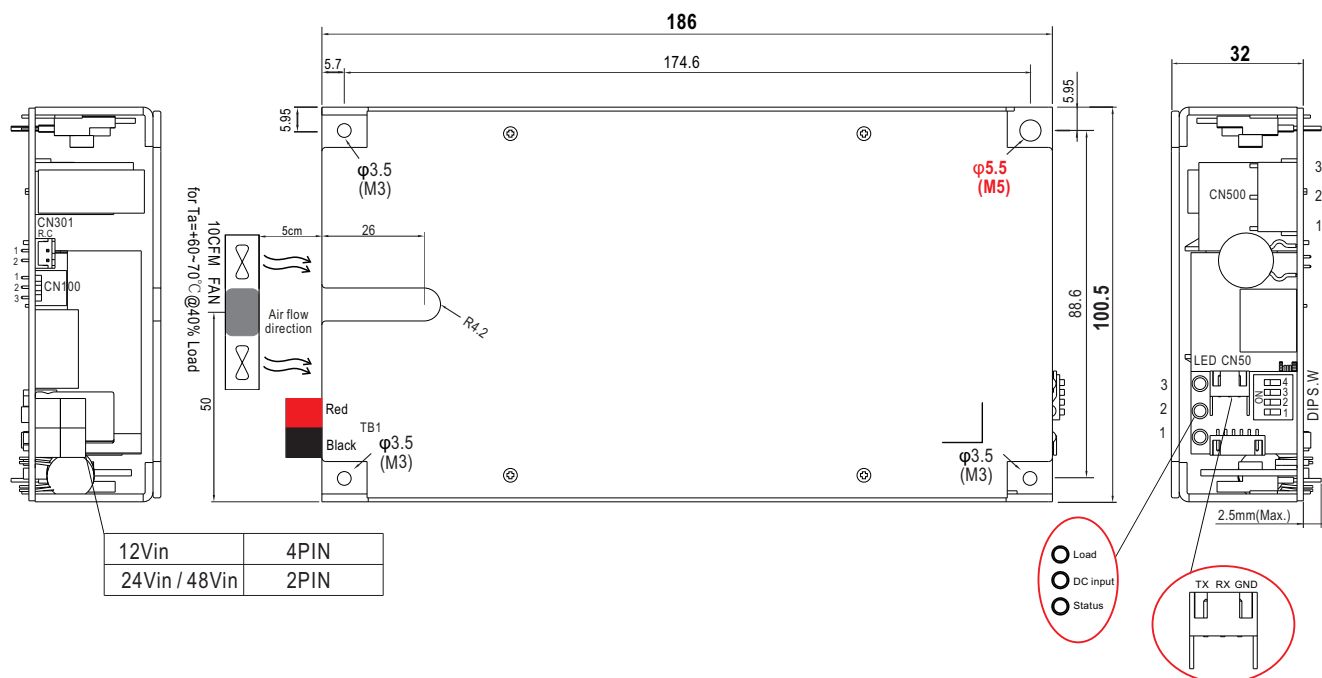 186
5.7
174.6
5.95
5.95
32
φ3.5
(M3)
φ5.5
(M5)
CN301
R.C
1
2
1
2
3
CN100
for Ta=+60~70℃@40% Load
10CFM FAN
5cm
26
Air flow
direction
R4.2
50
88.6
100.5
Red
Black
TB1
φ3.5
(M3)
φ3.5
(M3)
CN500
3
2
1
LED CN50
3
2
1
ON
4
3
2
1
DIP S.W
2.5mm(Max.)
12Vin 4PIN
24Vin / 48Vin 2PIN
Load
DC input
Status
TX RX GND